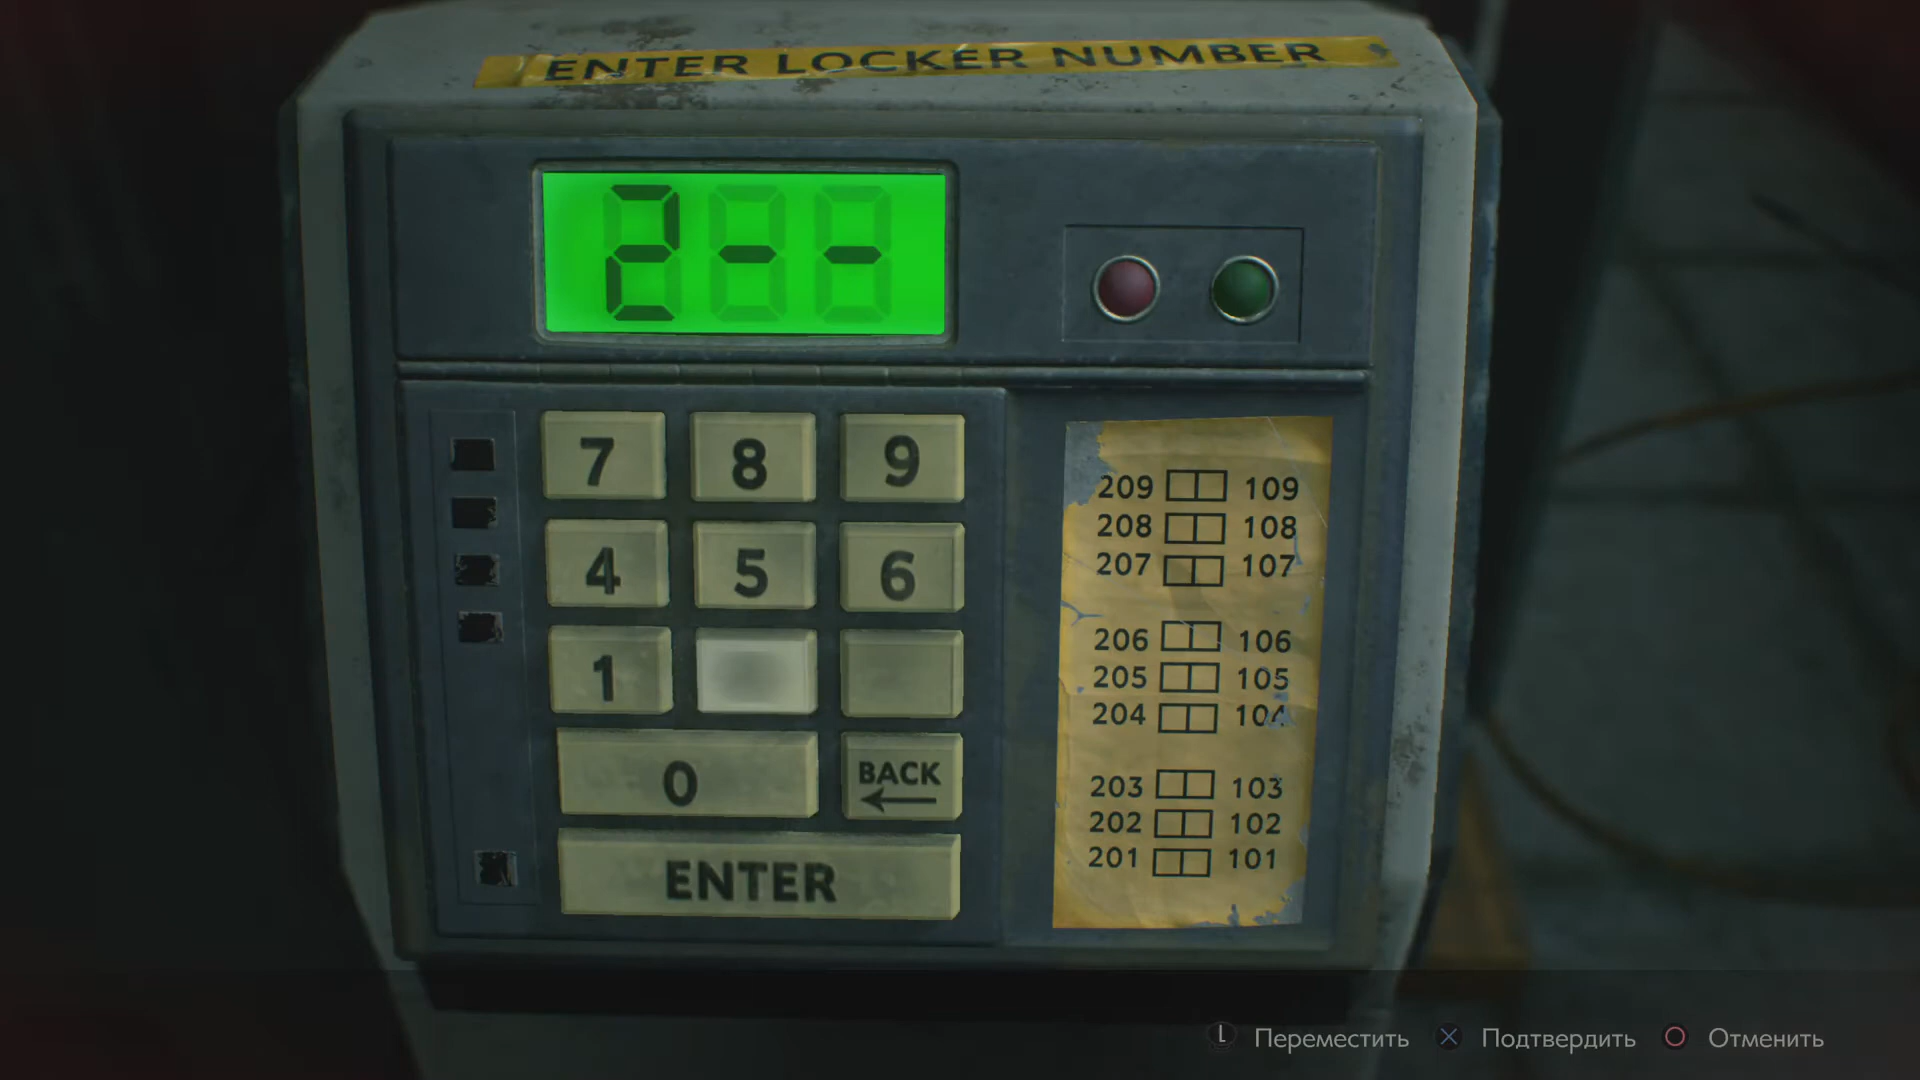 ENTER LOCKER NUMBER
2--
7 8 9
4 5 6
1
0 BACK
ENTER
209 109
208 108
207 107
206 106
205 105
204 104
203 103
202 102
201 101
L Переместить Подтвердить Отменить